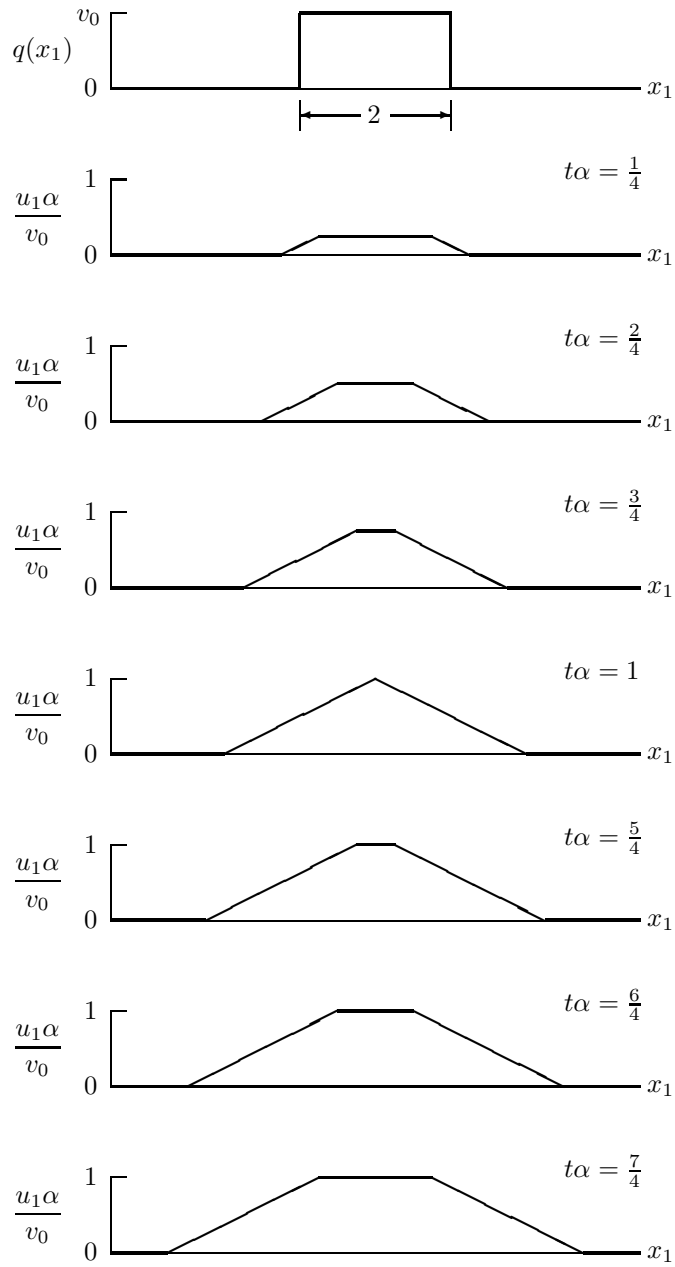 v₀
q(x₁)
0 x₁
2
tα = 1/4
1
u₁α/v₀
0 x₁
tα = 2/4
1
u₁α/v₀
0 x₁
tα = 3/4
1
u₁α/v₀
0 x₁
tα = 1
1
u₁α/v₀
0 x₁
tα = 5/4
1
u₁α/v₀
0 x₁
tα = 6/4
1
u₁α/v₀
0 x₁
tα = 7/4
1
u₁α/v₀
0 x₁